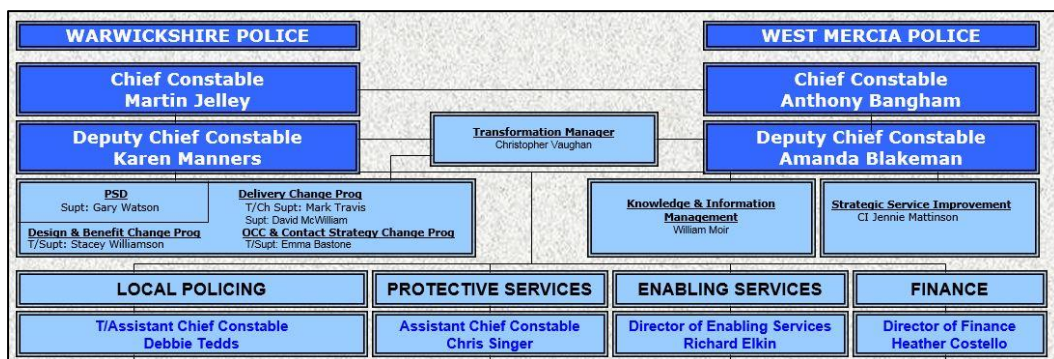 WARWICKSHIRE POLICE
WEST MERCIA POLICE
Chief Constable
Martin Jelley
Chief Constable
Anthony Bangham
Deputy Chief Constable
Karen Manners
Transformation Manager
Christopher Vaughan
Deputy Chief Constable
Amanda Blakeman
PSD
Supt: Gary Watson
Design & Benefit Change Prog
T/Supt: Stacey Williamson
Delivery Change Prog
T/Ch Supt: Mark Travis
Supt: David McWilliam
OCC & Contact Strategy Change Prog
T/Supt: Emma Bastone
Knowledge & Information
Management
William Moir
Strategic Service Improvement
CI Jennie Mattinson
LOCAL POLICING
PROTECTIVE SERVICES
ENABLING SERVICES
FINANCE
T/Assistant Chief Constable
Debbie Tedds
Assistant Chief Constable
Chris Singer
Director of Enabling Services
Richard Elkin
Director of Finance
Heather Costello